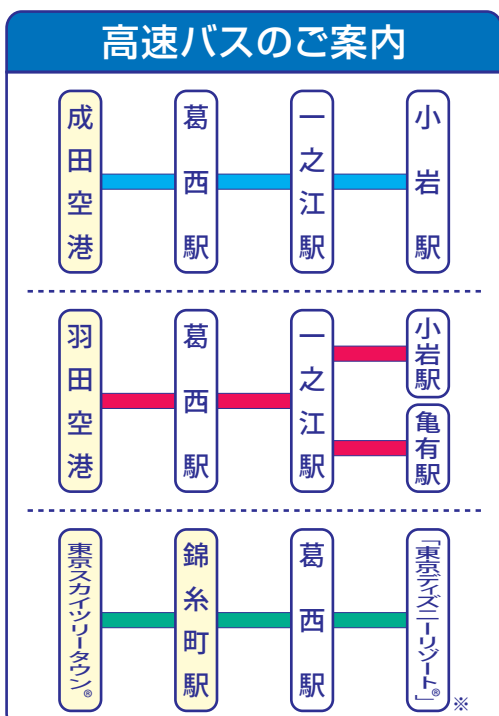 高速バスのご案内
成田空港
葛西駅
一之江駅
小岩駅
羽田空港
葛西駅
一之江駅
小岩駅
亀有駅
東京スカイツリータウン®
錦糸町駅
葛西駅
「東京ディズニーリゾート®」
※